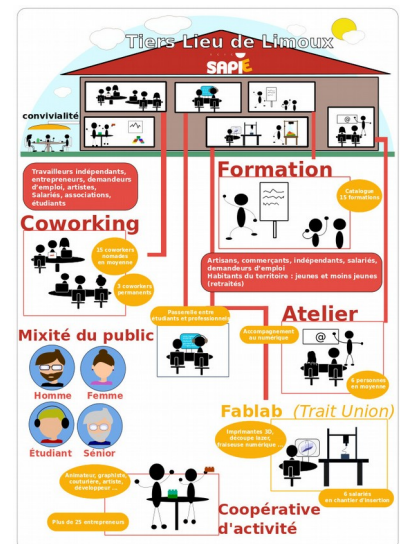 Tiers Lieu de Limoux
SAPIE
convivialité
@
Travailleurs indépendants,
entrepreneurs, demandeurs
d'emploi, artistes,
Salariés, associations,
étudiants
Formation
Catalogue
15 formations
Coworking
15 coworkers
nomades
en moyenne
3 coworkers
permanents
Artisans, commerçants, indépendants, salariés,
demandeurs d'emploi
Habitants du territoire : jeunes et moins jeunes
(retraités)
Passerelle entre
étudiants et professionnels
Atelier
Accompagnement
au numérique
@
6 personnes
en moyenne
Mixité du public
Homme
Femme
Étudiant
Sénior
Fablab (Trait Union)
Imprimantes 3D,
découpe lazer,
fraiseuse numérique ...
6 salariés
en chantier d'insertion
Animateur, graphiste,
couturière, artiste,
développeur ...
Plus de 25 entrepreneurs
Coopérative
d'activité